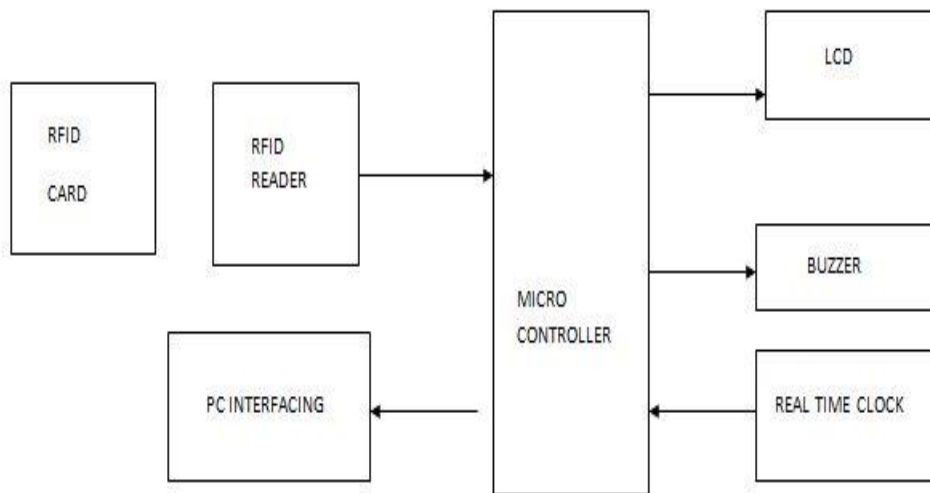 RFID
CARD
RFID
READER
MICRO
CONTROLLER
LCD
BUZZER
REAL TIME CLOCK
PC INTERFACING